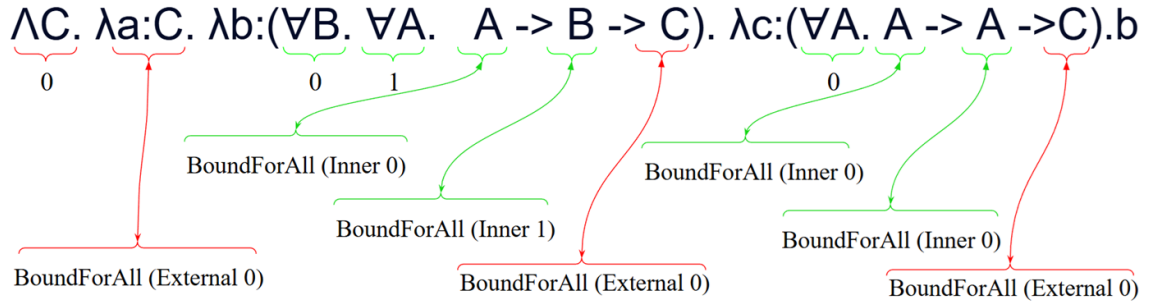 ΛC. λa:C. λb:(∀B. ∀A. A -> B -> C). λc:(∀A. A -> A ->C).b
0 0 1 0
BoundForAll (Inner 0) BoundForAll (Inner 0)
BoundForAll (Inner 1) BoundForAll (Inner 0)
BoundForAll (External 0) BoundForAll (External 0) BoundForAll (External 0)